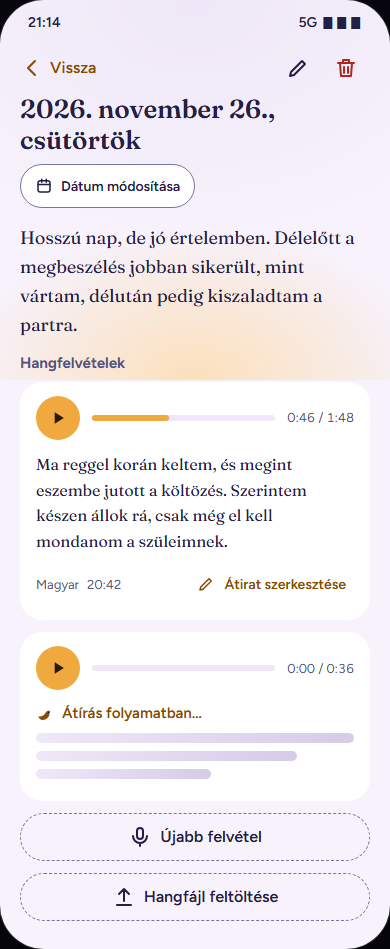 21:14
5G
Vissza
2026. november 26.,
csütörtök
Dátum módosítása
Hosszú nap, de jó értelemben. Délelőtt a
megbeszélés jobban sikerült, mint
vártam, délután pedig kiszaladtam a
partra.
Hangfelvételek
0:46 / 1:48
Ma reggel korán keltem, és megint
eszembe jutott a költözés. Szerintem
készen állok rá, csak még el kell
mondanom a szüleimnek.
Magyar 20:42
Átirat szerkesztése
0:00 / 0:36
Átírás folyamatban…
Újabb felvétel
Hangfájl feltöltése